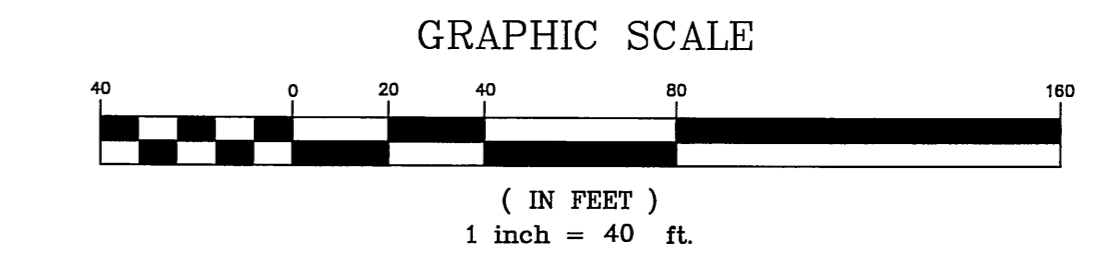 GRAPHIC SCALE
40 0 20 40 80 160
( IN FEET )
1 inch = 40 ft.